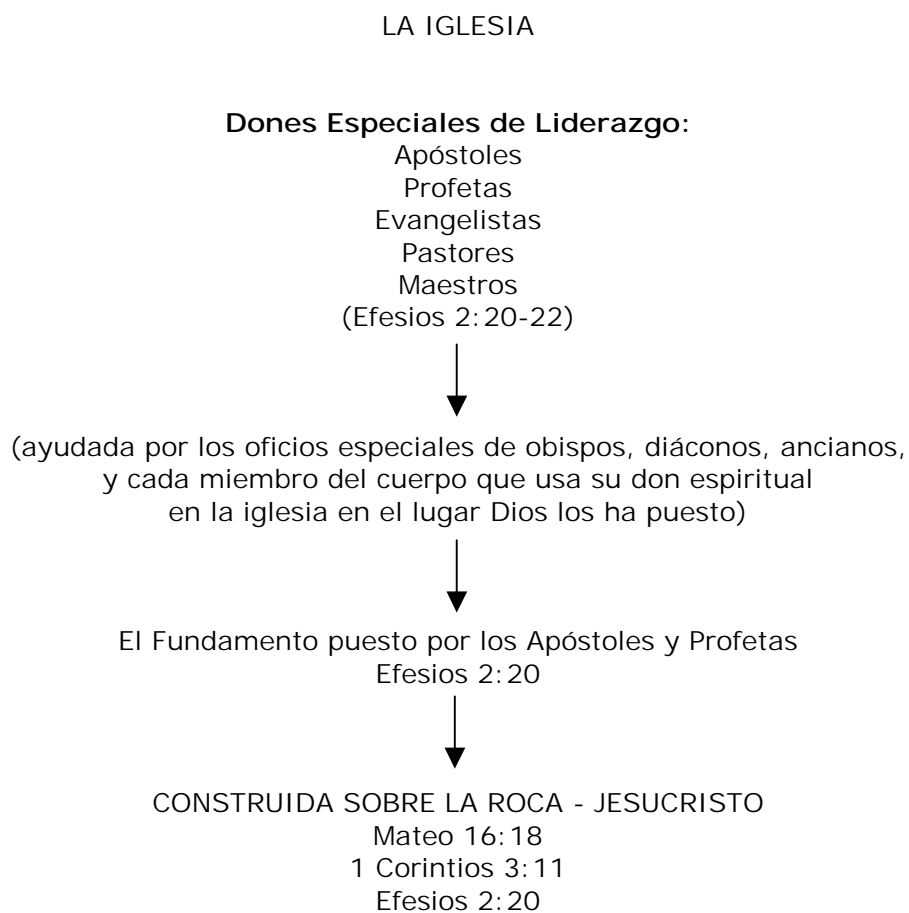 LA IGLESIA
Dones Especiales de Liderazgo:
Apóstoles
Profetas
Evangelistas
Pastores
Maestros
(Efesios 2:20-22)
(ayudada por los oficios especiales de obispos, diáconos, ancianos,
y cada miembro del cuerpo que usa su don espiritual
en la iglesia en el lugar Dios los ha puesto)
El Fundamento puesto por los Apóstoles y Profetas
Efesios 2:20
CONSTRUIDA SOBRE LA ROCA - JESUCRISTO
Mateo 16:18
1 Corintios 3:11
Efesios 2:20